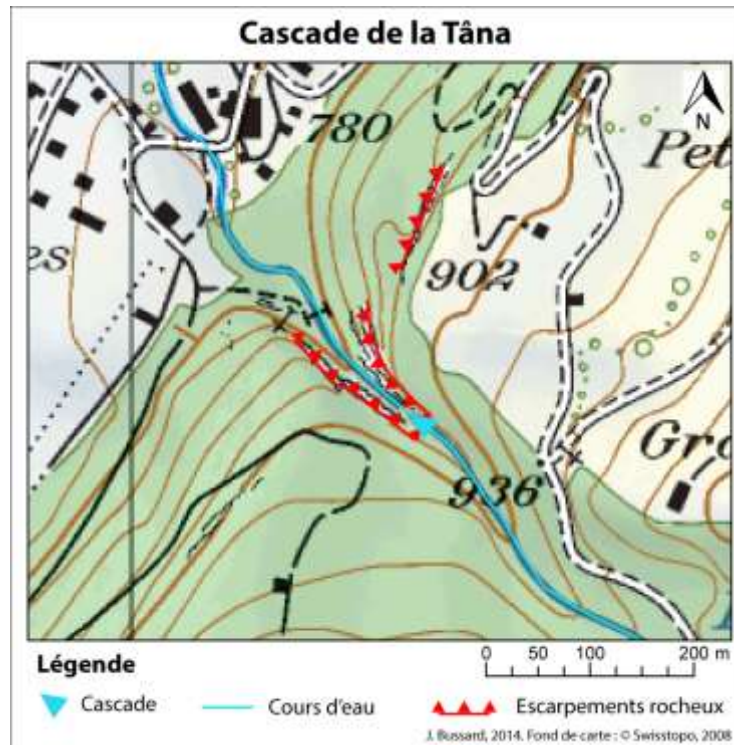 Cascade de la Tâna
N
780
Pet
es
902
Gro
936
Légende
0 50 100 200 m
Cascade
Cours d'eau
Escarpements rocheux
J. Bussard, 2014. Fond de carte : © Swisstopo, 2008